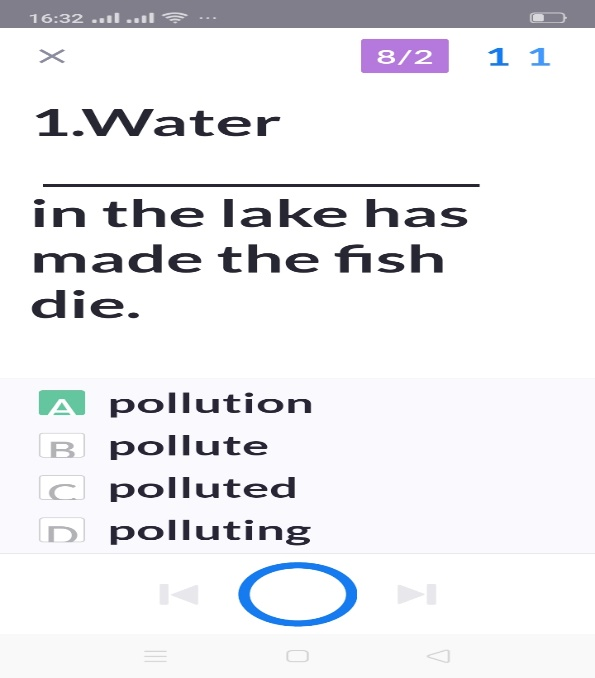 16:32 ...
8/2 1 1
1.Water
____________________
in the lake has
made the fish
die.
A pollution
B pollute
C polluted
D polluting